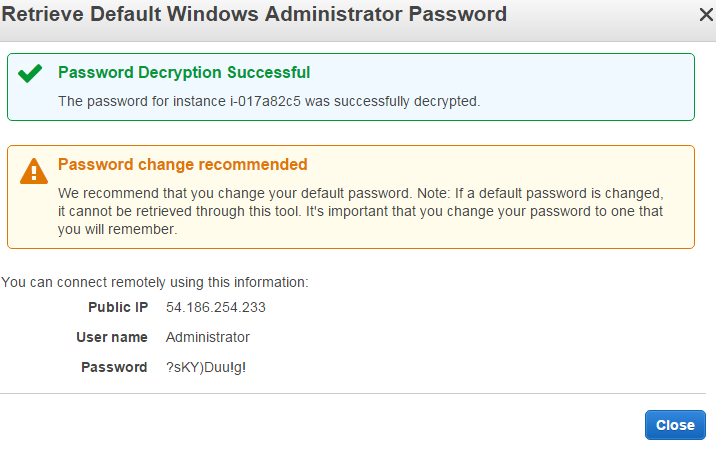 Retrieve Default Windows Administrator Password
Password Decryption Successful
The password for instance i-017a82c5 was successfully decrypted.
Password change recommended
We recommend that you change your default password. Note: If a default password is changed,
it cannot be retrieved through this tool. It's important that you change your password to one that
you will remember.
You can connect remotely using this information:
Public IP 54.186.254.233
User name Administrator
Password ?sKY)Duu!g!
Close